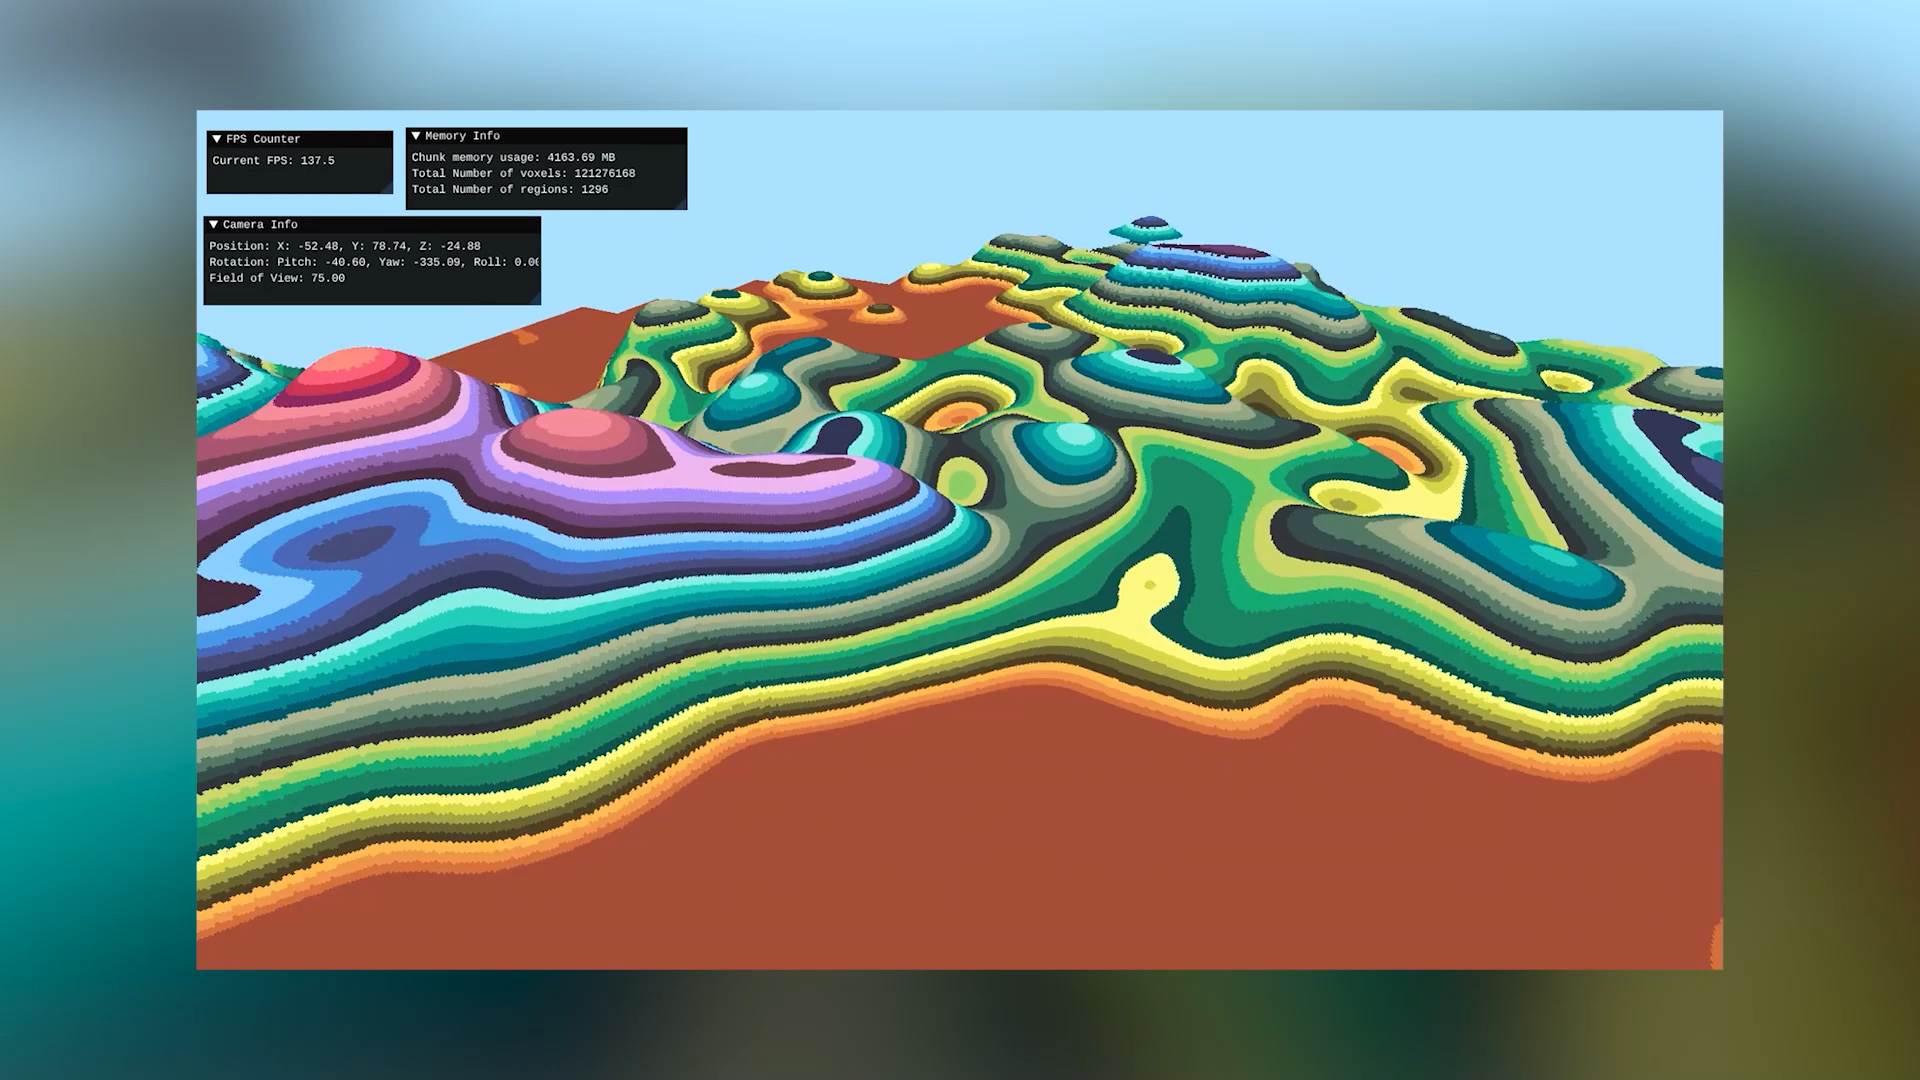 FPS Counter
Current FPS: 137.5
Memory Info
Chunk memory usage: 4163.69 MB
Total Number of voxels: 121276168
Total Number of regions: 1296
Camera Info
Position: X: -52.48, Y: 78.74, Z: -24.88
Rotation: Pitch: -40.60, Yaw: -335.09, Roll: 0.00
Field of View: 75.00